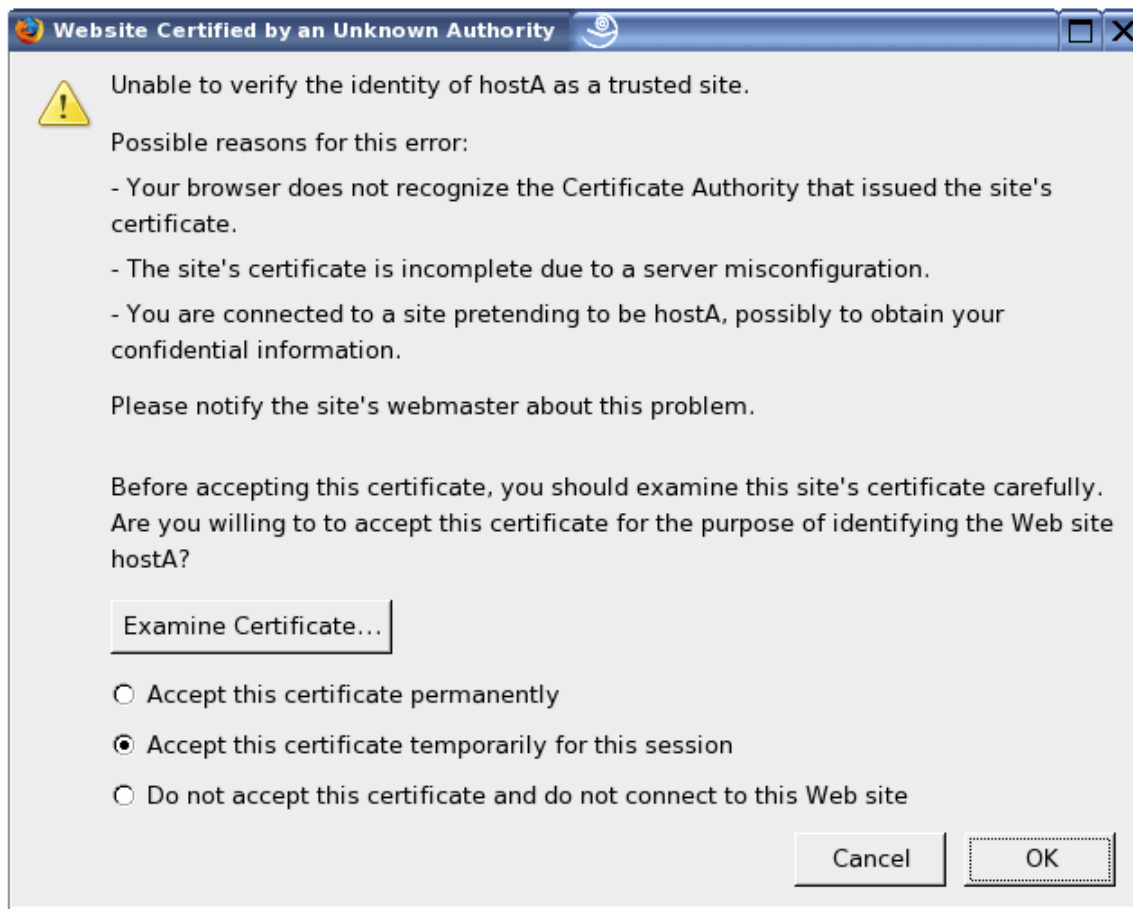 Website Certified by an Unknown Authority
Unable to verify the identity of hostA as a trusted site.
Possible reasons for this error:
- Your browser does not recognize the Certificate Authority that issued the site's
certificate.
- The site's certificate is incomplete due to a server misconfiguration.
- You are connected to a site pretending to be hostA, possibly to obtain your
confidential information.
Please notify the site's webmaster about this problem.
Before accepting this certificate, you should examine this site's certificate carefully.
Are you willing to to accept this certificate for the purpose of identifying the Web site
hostA?
Examine Certificate...
Accept this certificate permanently
Accept this certificate temporarily for this session
Do not accept this certificate and do not connect to this Web site
Cancel OK